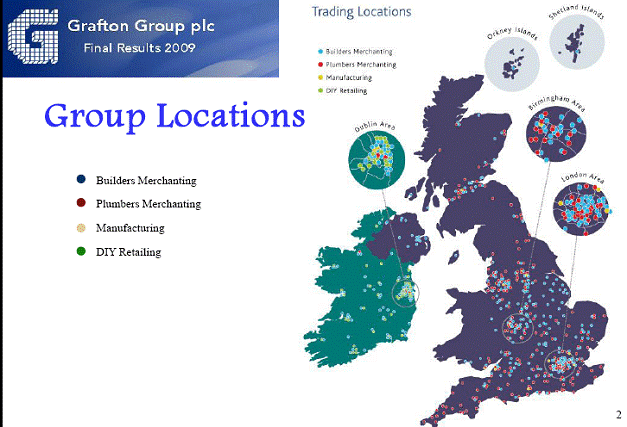 Grafton Group plc
Final Results 2009
Group Locations
Builders Merchanting
Plumbers Merchanting
Manufacturing
DIY Retailing
Trading Locations
Builders Merchanting
Plumbers Merchanting
Manufacturing
DIY Retailing
Orkney Islands
Shetland Islands
Dublin Area
Birmingham Area
London Area
2